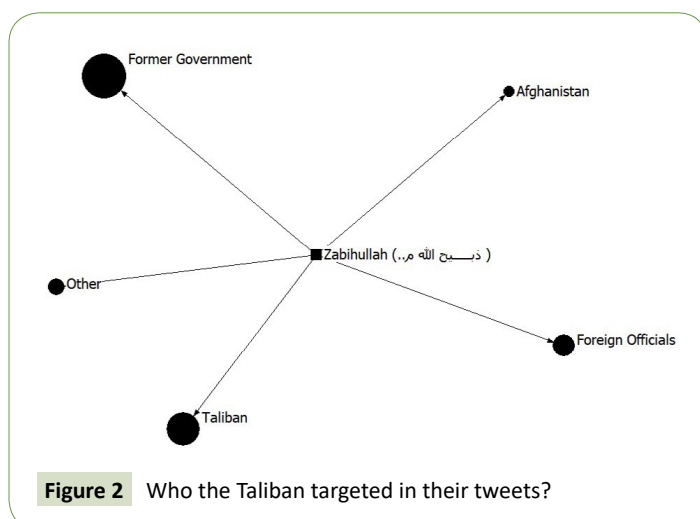 Former Government
Afghanistan
Zabihullah (ذبـــيح الله م..)
Other
Foreign Officials
Taliban
Figure 2 Who the Taliban targeted in their tweets?